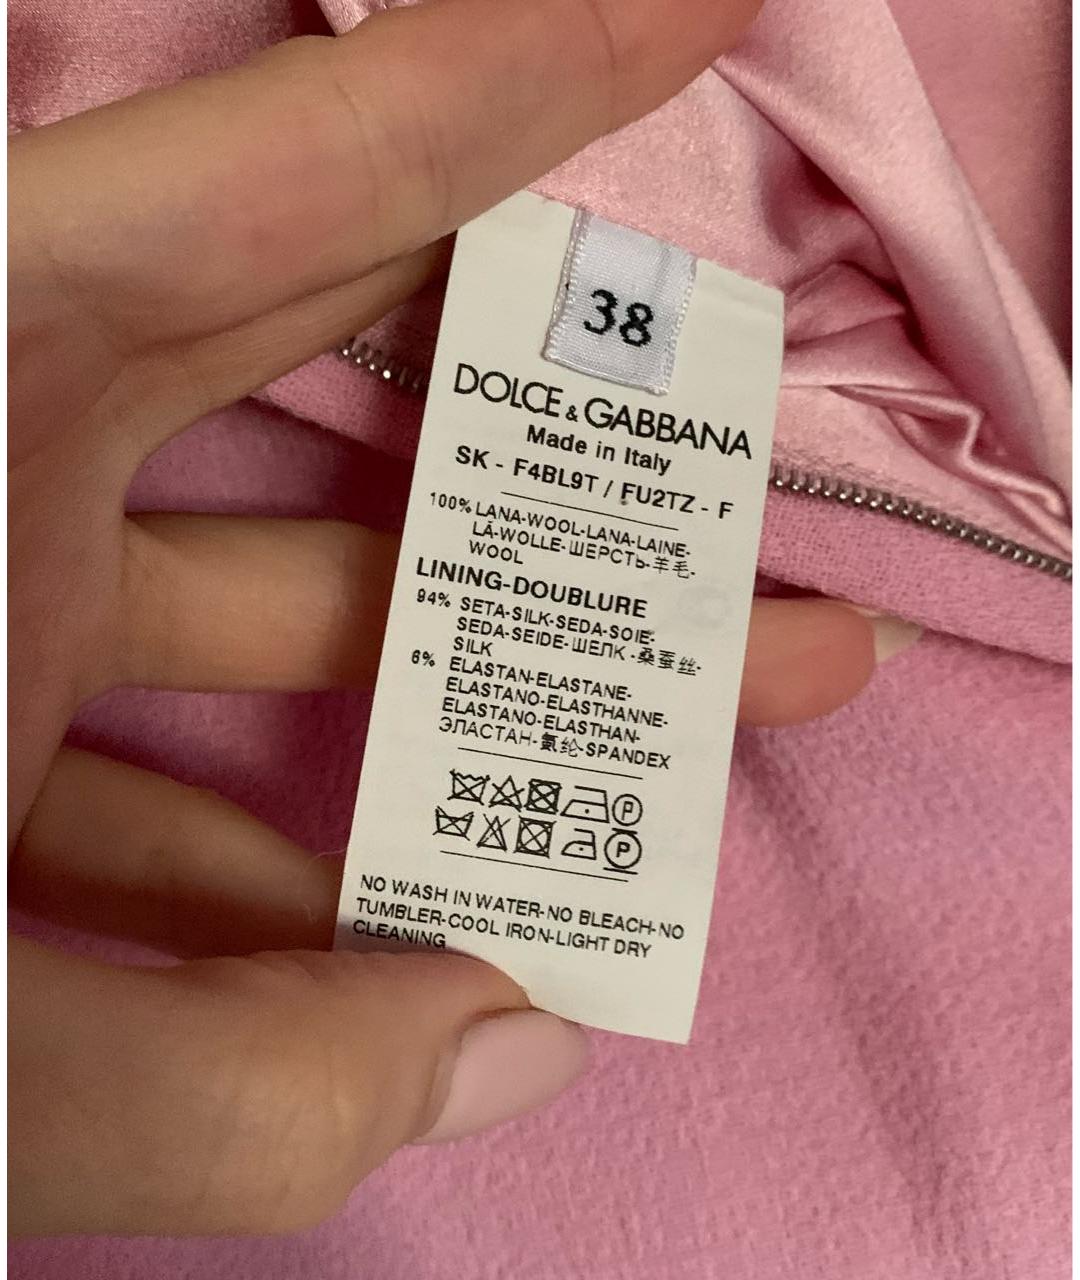 38
DOLCE & GABBANA
Made in Italy
SK - F4BL9T / FU2TZ - F
100% LANA-WOOL-LANA-LAINE-
LÃ-WOLLE-ШЕРСТЬ-羊毛-
WOOL
LINING-DOUBLURE
94% SETA-SILK-SEDA-SOIE-
SEDA-SEIDE-ШЕЛК-桑蚕丝-
SILK
6% ELASTAN-ELASTANE-
ELASTANO-ELASTHANNE-
ELASTANO-ELASTHAN-
ЭЛАСТАН-氨纶-SPANDEX
P
P
NO WASH IN WATER-NO BLEACH-NO
TUMBLER-COOL IRON-LIGHT DRY
CLEANING